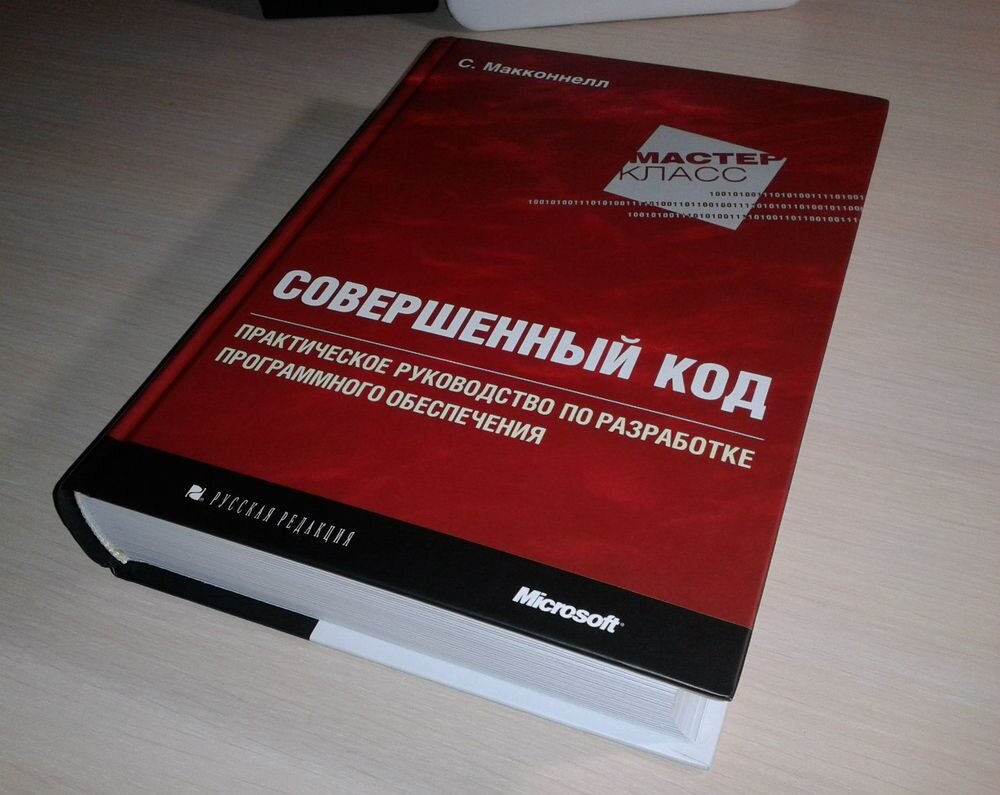 С. Макконнелл
МАСТЕР
КЛАСС
СОВЕРШЕННЫЙ КОД
ПРАКТИЧЕСКОЕ РУКОВОДСТВО ПО РАЗРАБОТКЕ
ПРОГРАММНОГО ОБЕСПЕЧЕНИЯ
РУССКАЯ РЕДАКЦИЯ
Microsoft